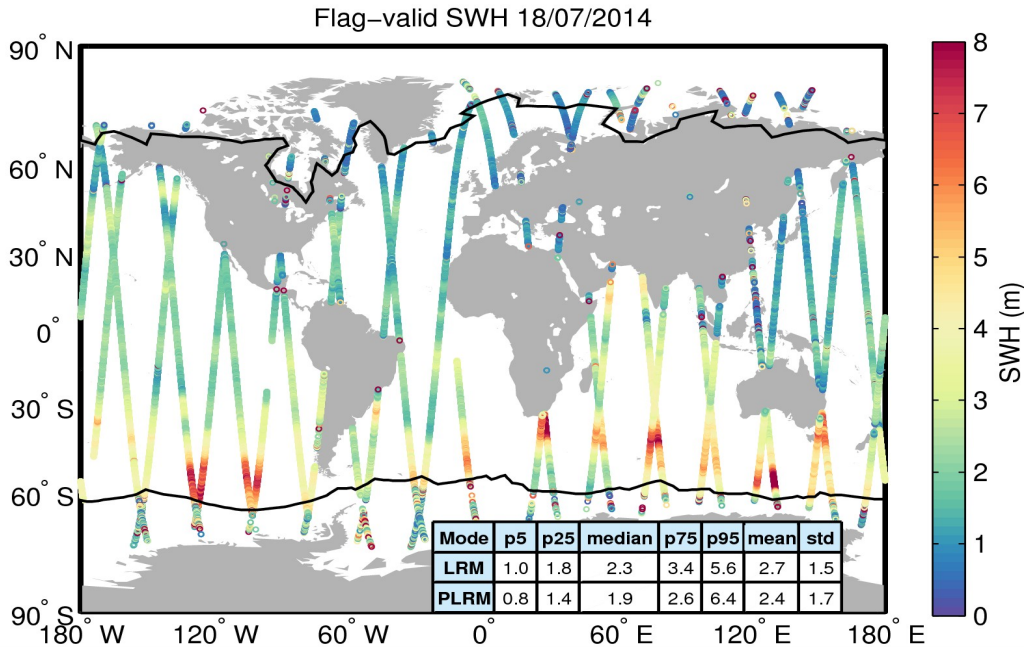 Flag−valid SWH 18/07/2014
90° N
60° N
30° N
0°
30° S
60° S
90° S
180° W
120° W
60° W
0°
60° E
120° E
180° E
Mode p5 p25 median p75 p95 mean std
LRM 1.0 1.8 2.3 3.4 5.6 2.7 1.5
PLRM 0.8 1.4 1.9 2.6 6.4 2.4 1.7
8
7
6
5
4
3
2
1
0
SWH (m)